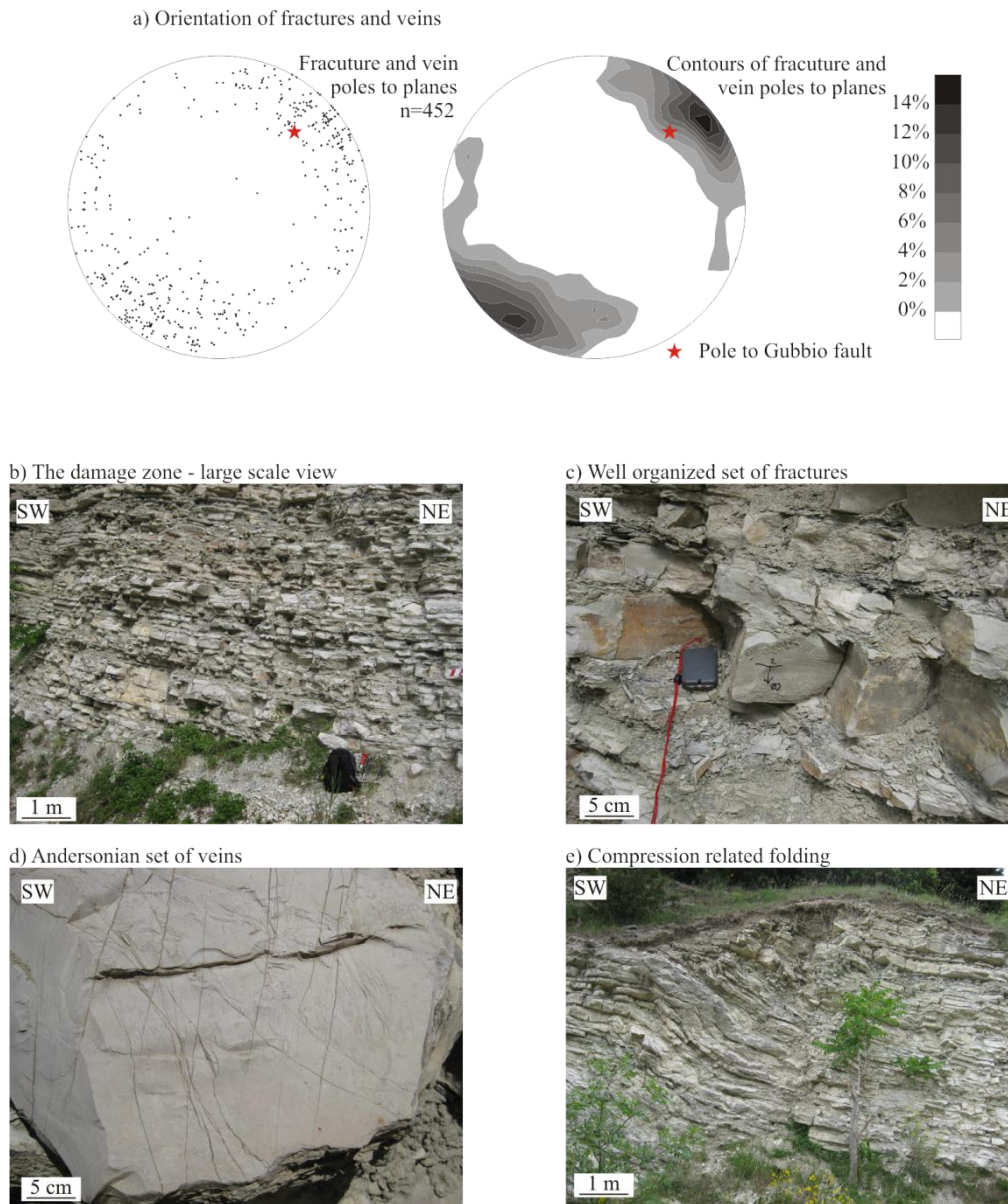 a) Orientation of fractures and veins
Fracuture and vein
poles to planes
n=452
Contours of fracuture and
vein poles to planes
14%
12%
10%
8%
6%
4%
2%
0%
Pole to Gubbio fault
b) The damage zone - large scale view
SW
NE
1 m
c) Well organized set of fractures
SW
NE
5 cm
d) Andersonian set of veins
SW
NE
5 cm
e) Compression related folding
SW
NE
1 m